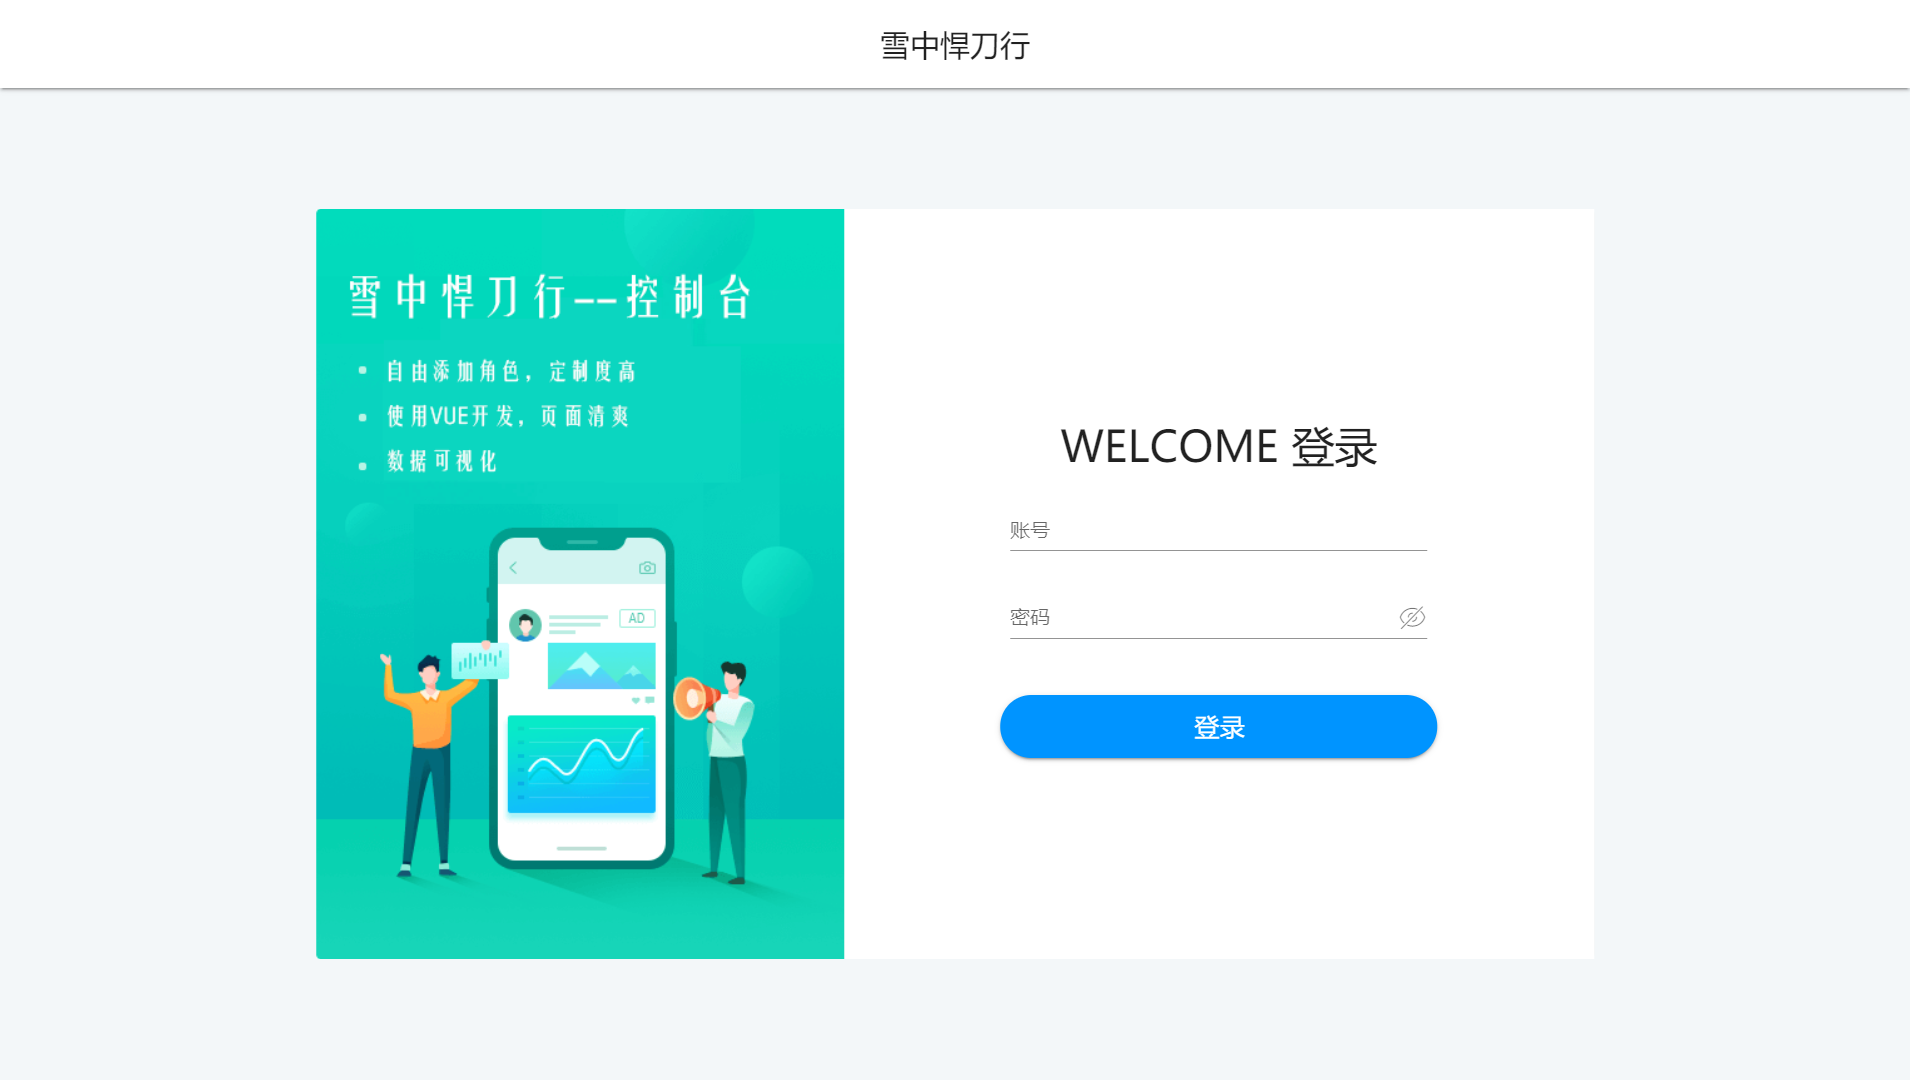 雪中悍刀行
雪中悍刀行--控制台
自由添加角色，定制度高
使用VUE开发，页面清爽
数据可视化
AD
WELCOME 登录
账号
密码
登录